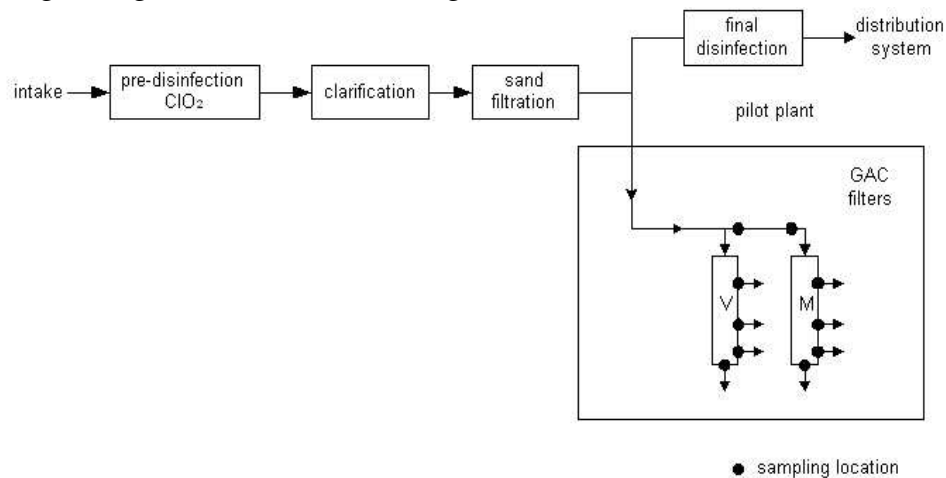 final
disinfection
distribution
system
intake
pre-disinfection
ClO₂
clarification
sand
filtration
pilot plant
GAC
filters
V
M
sampling location